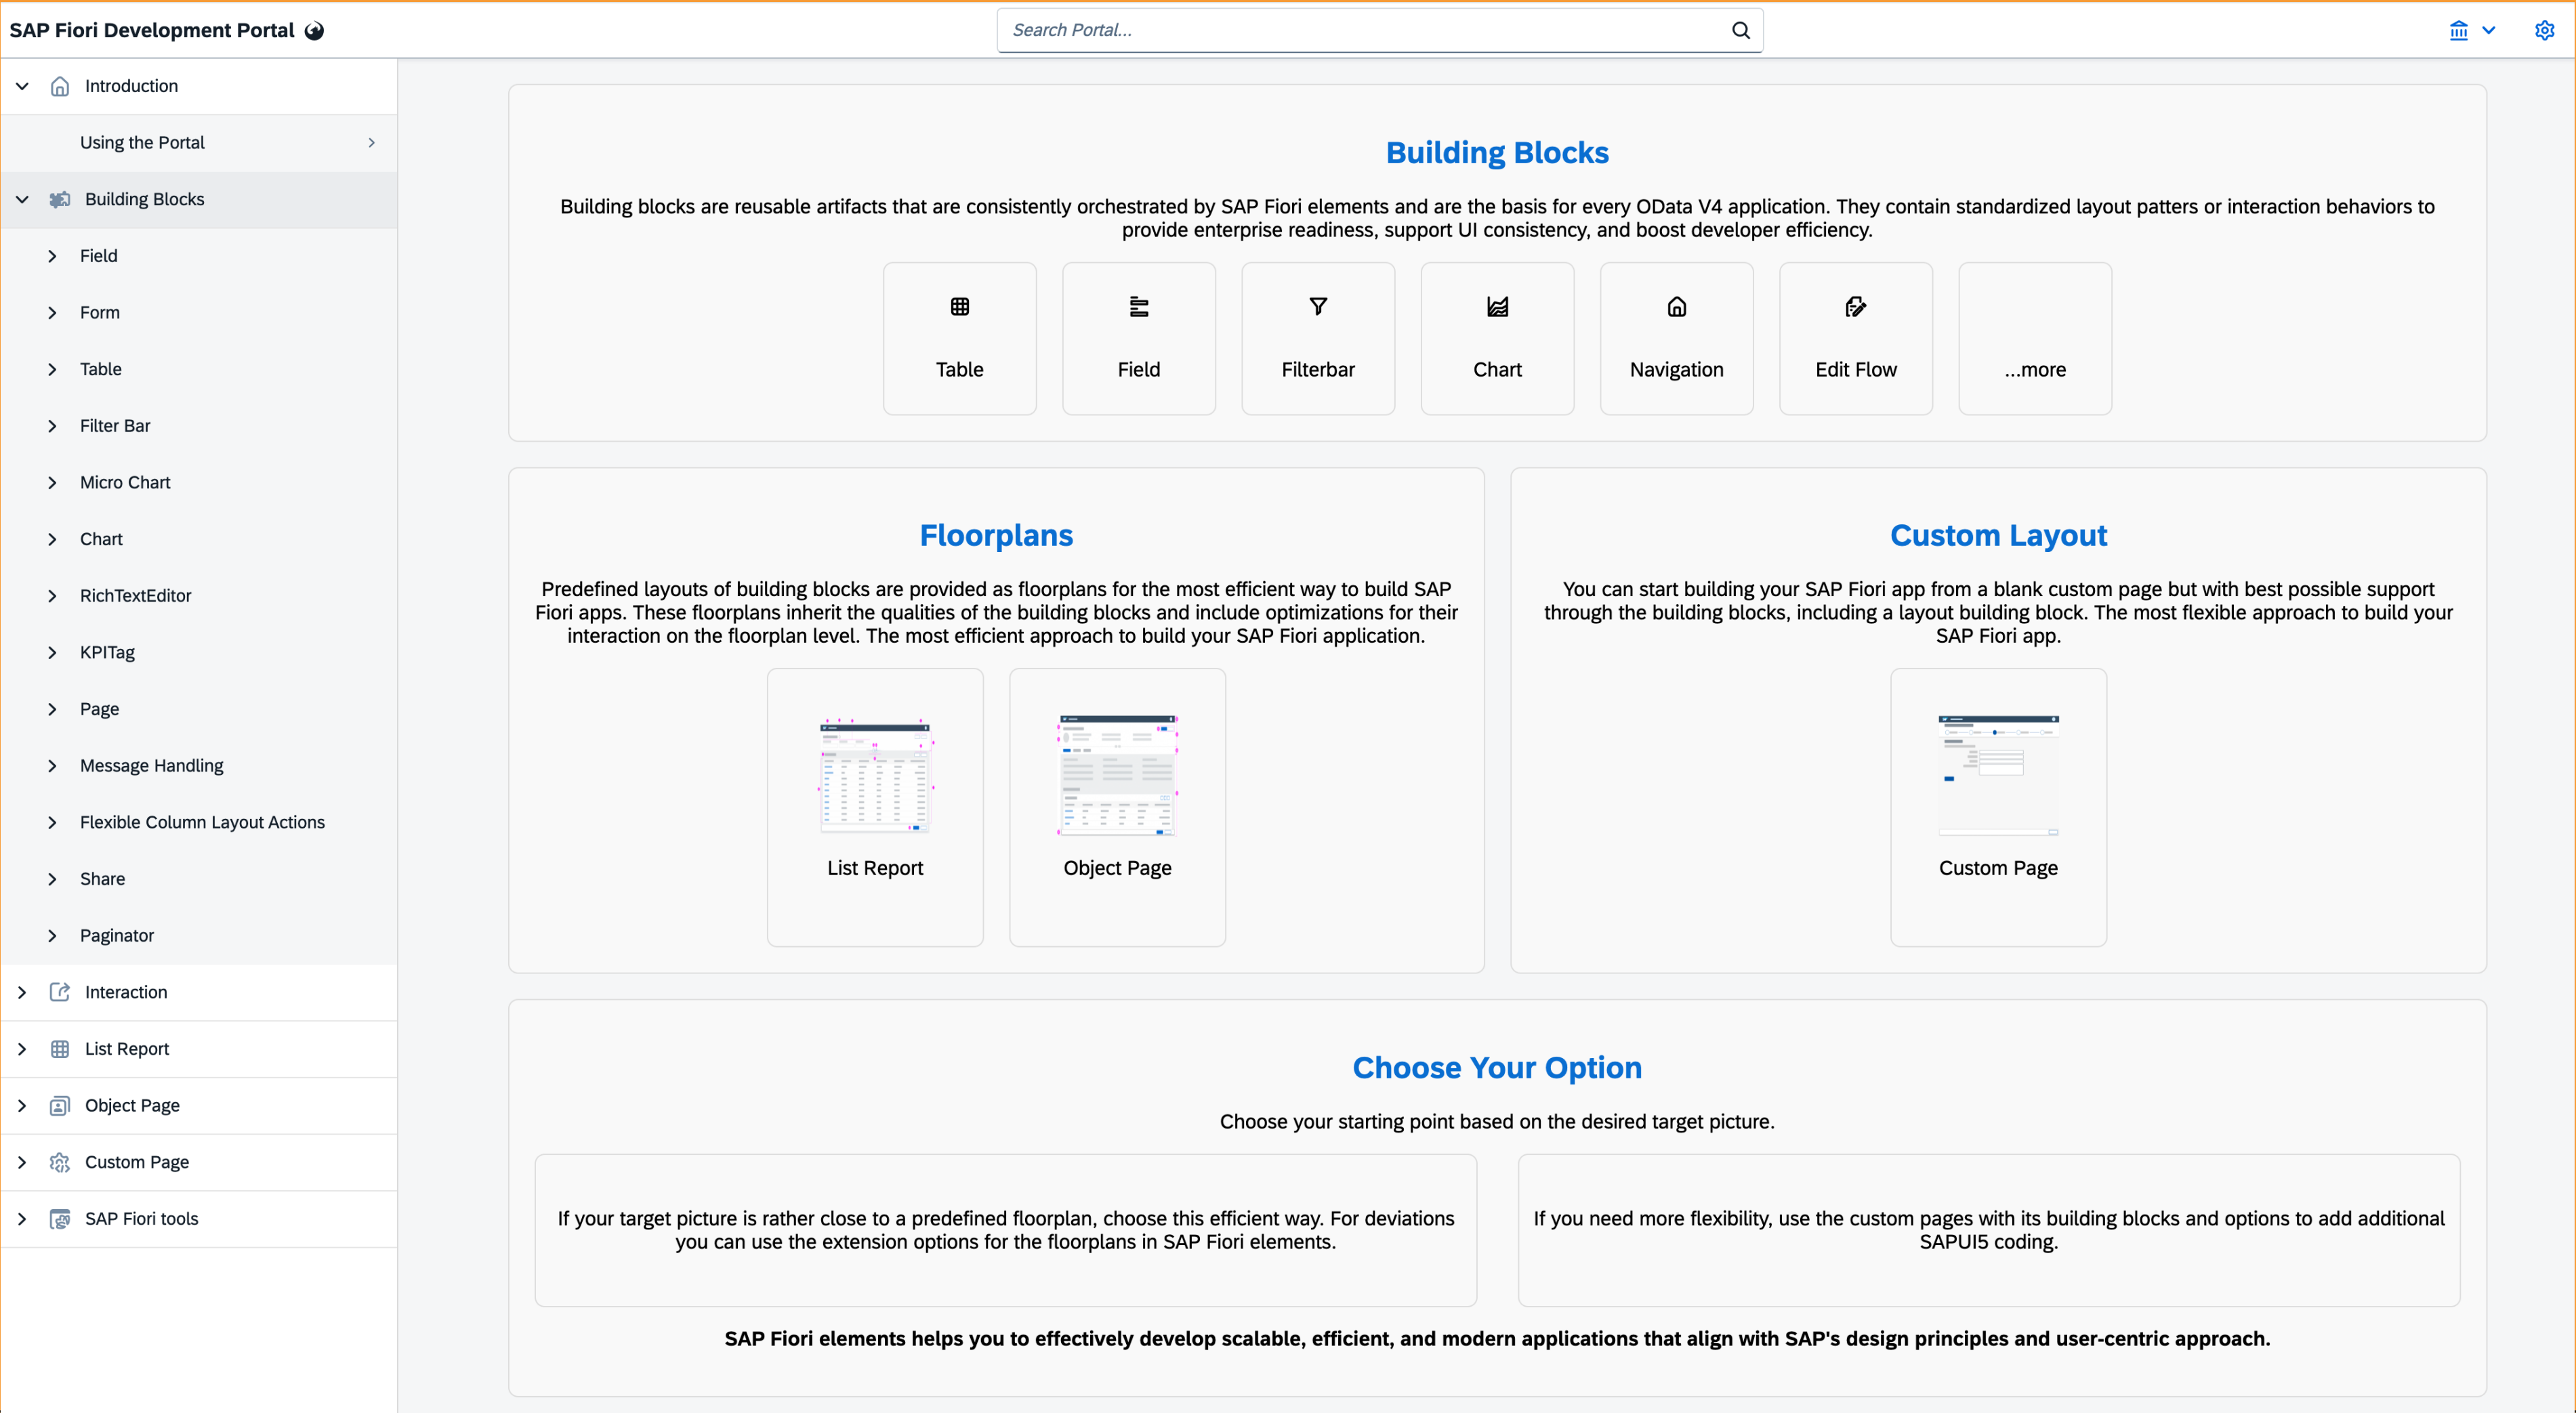 SAP Fiori Development Portal
Search Portal...
Introduction
Using the Portal
Building Blocks
Field
Form
Table
Filter Bar
Micro Chart
Chart
RichTextEditor
KPITag
Page
Message Handling
Flexible Column Layout Actions
Share
Paginator
Interaction
List Report
Object Page
Custom Page
SAP Fiori tools
Building Blocks
Building blocks are reusable artifacts that are consistently orchestrated by SAP Fiori elements and are the basis for every OData V4 application. They contain standardized layout patters or interaction behaviors to
provide enterprise readiness, support UI consistency, and boost developer efficiency.
Table
Field
Filterbar
Chart
Navigation
Edit Flow
...more
Floorplans
Predefined layouts of building blocks are provided as floorplans for the most efficient way to build SAP
Fiori apps. These floorplans inherit the qualities of the building blocks and include optimizations for their
interaction on the floorplan level. The most efficient approach to build your SAP Fiori application.
List Report
Object Page
Custom Layout
You can start building your SAP Fiori app from a blank custom page but with best possible support
through the building blocks, including a layout building block. The most flexible approach to build your
SAP Fiori app.
Custom Page
Choose Your Option
Choose your starting point based on the desired target picture.
If your target picture is rather close to a predefined floorplan, choose this efficient way. For deviations
you can use the extension options for the floorplans in SAP Fiori elements.
If you need more flexibility, use the custom pages with its building blocks and options to add additional
SAPUI5 coding.
SAP Fiori elements helps you to effectively develop scalable, efficient, and modern applications that align with SAP's design principles and user-centric approach.